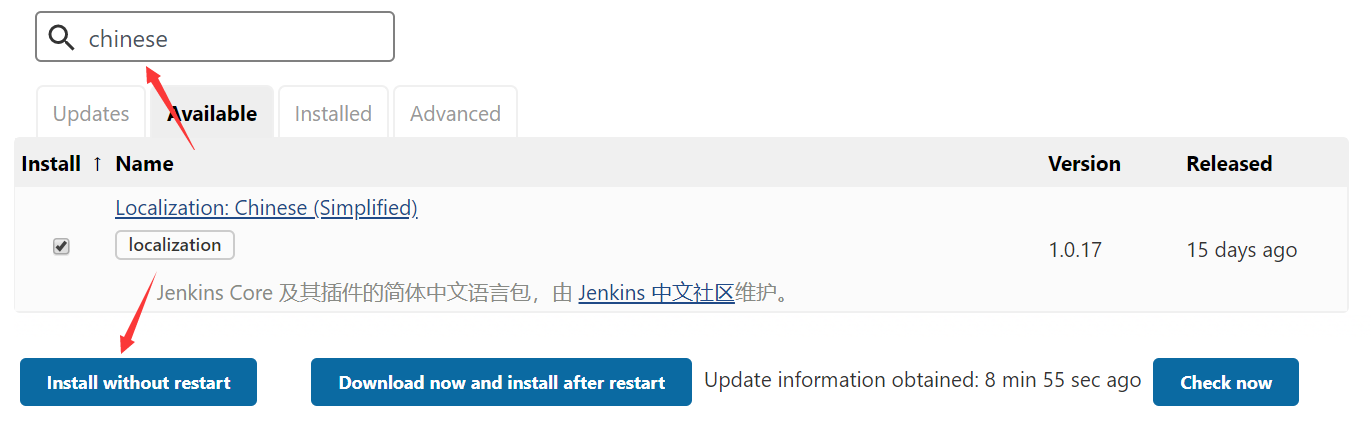 chinese
Updates Available Installed Advanced
Install ↑ Name Version Released
Localization: Chinese (Simplified)
localization
1.0.17 15 days ago
Jenkins Core 及其插件的简体中文语言包，由 Jenkins 中文社区维护。
Install without restart Download now and install after restart Update information obtained: 8 min 55 sec ago Check now